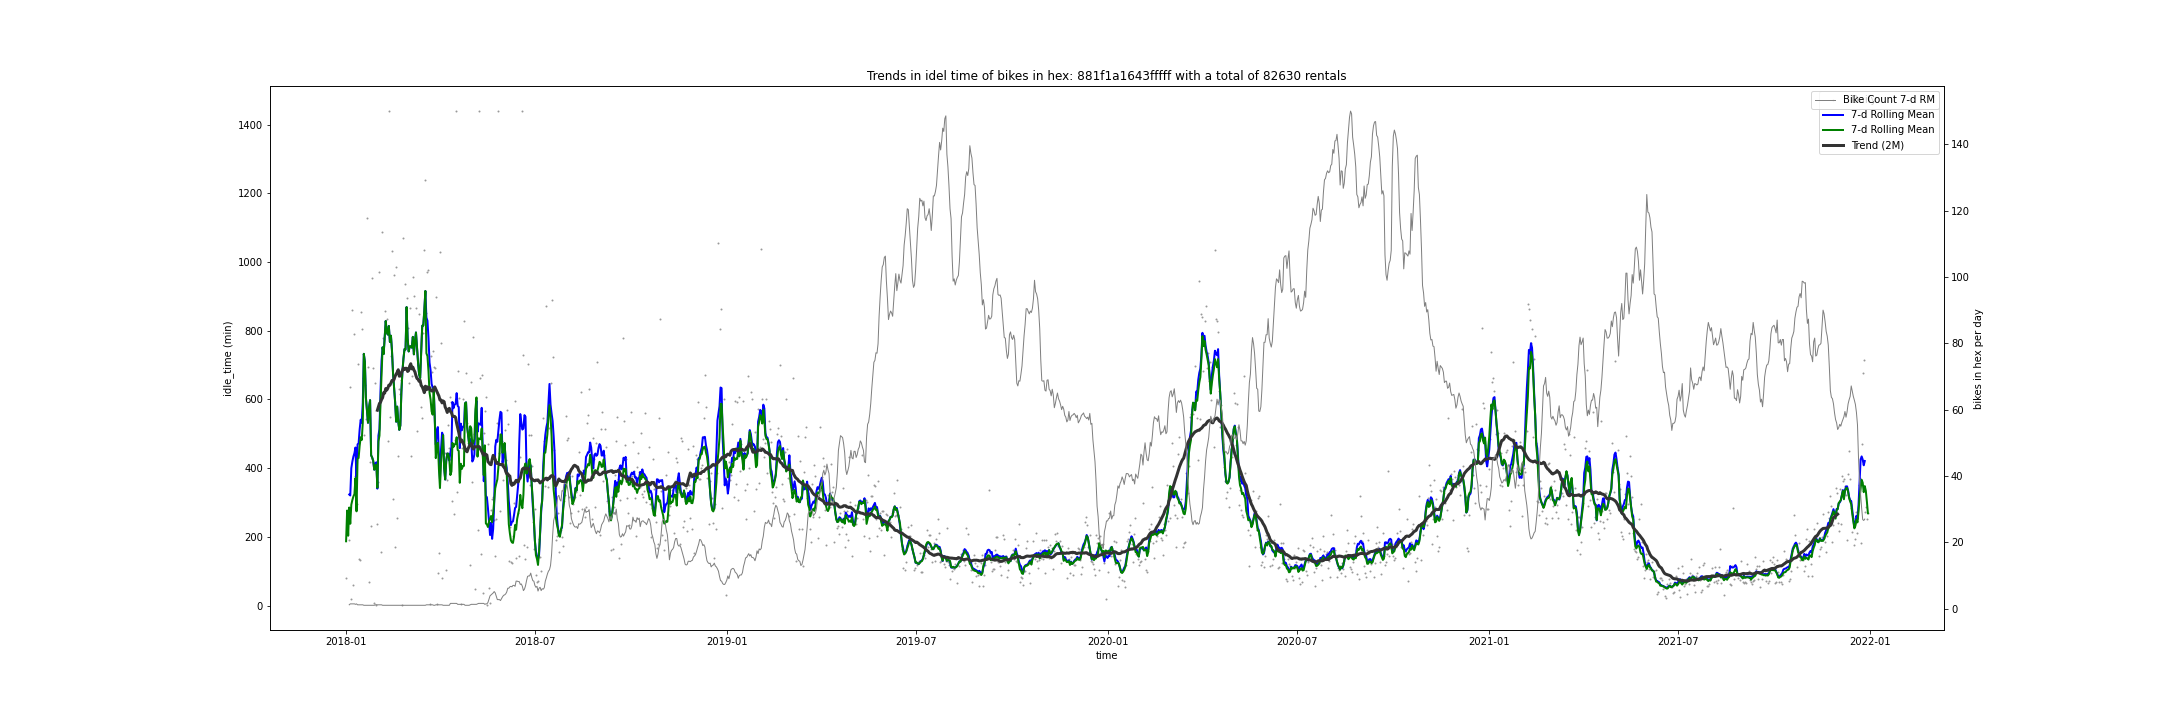 Trends in idel time of bikes in hex: 881f1a1643fffff with a total of 82630 rentals
Bike Count 7-d RM
7-d Rolling Mean
7-d Rolling Mean
Trend (2M)
idle_time (min)
1400
1200
1000
800
600
400
200
0
bikes in hex per day
140
120
100
80
60
40
20
0
2018-01 2018-07 2019-01 2019-07 2020-01 2020-07 2021-01 2021-07 2022-01
time